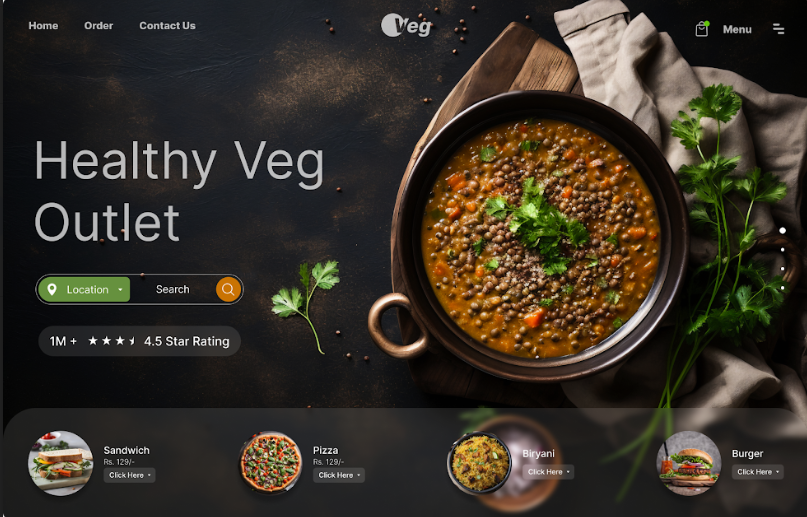 Home Order Contact Us
Veg
Menu
Healthy Veg
Outlet
Location Search
1M + 4.5 Star Rating
Sandwich
Rs. 129/-
Click Here
Pizza
Rs. 129/-
Click Here
Biryani
Click Here
Burger
Click Here